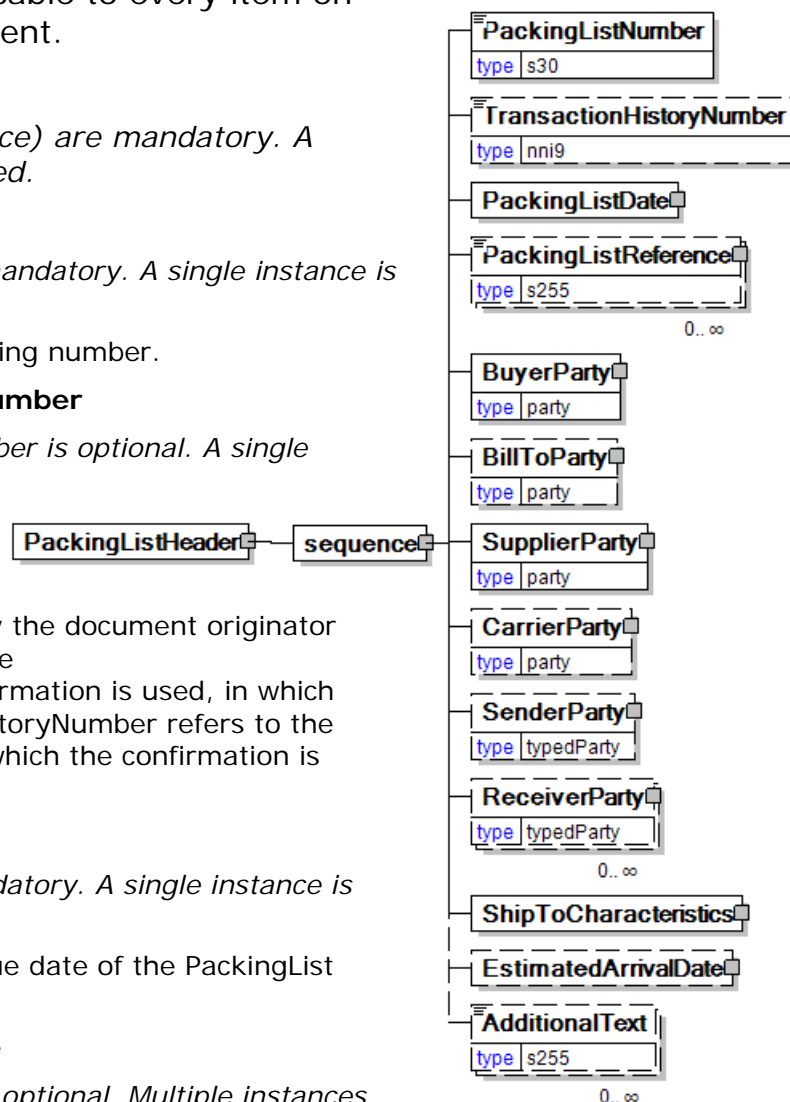 sable to every item on
ent.
ce) are mandatory. A
ed.
mandatory. A single instance is
ing number.
umber
ber is optional. A single
the document originator
e
rmation is used, in which
toryNumber refers to the
which the confirmation is
datory. A single instance is
ue date of the PackingList
optional. Multiple instances
PackingListHeader
sequence
PackingListNumber
type s30
TransactionHistoryNumber
type nni9
PackingListDate
PackingListReference
type s255
0.. ∞
BuyerParty
type party
BillToParty
type party
SupplierParty
type party
CarrierParty
type party
SenderParty
type typedParty
ReceiverParty
type typedParty
0.. ∞
ShipToCharacteristics
EstimatedArrivalDate
AdditionalText
type s255
0.. ∞